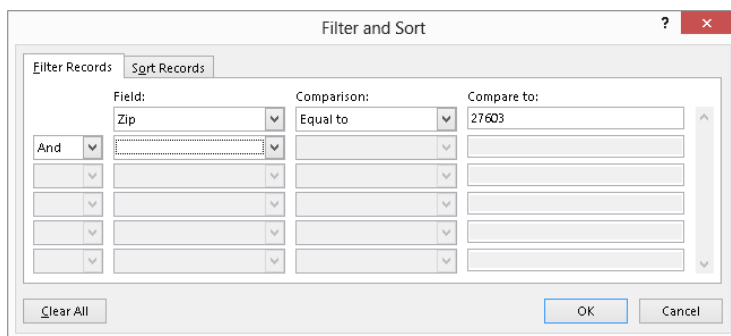 Filter and Sort
?
Filter Records Sort Records
Field: Comparison: Compare to:
Zip Equal to 27603
And
Clear All OK Cancel